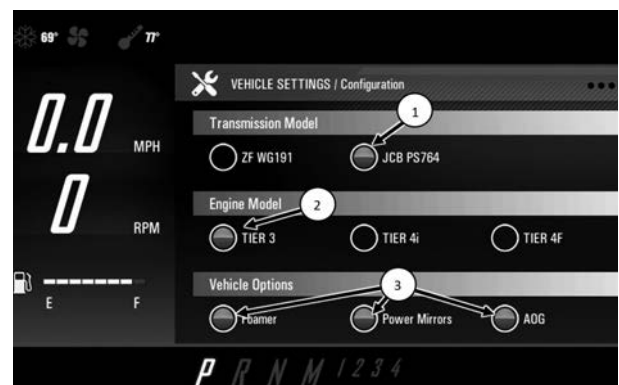 69° 77°
VEHICLE SETTINGS / Configuration
1
Transmission Model
0.0 MPH
ZF WG191 JCB PS764
Engine Model 2
0 RPM
TIER 3 TIER 4i TIER 4F
Vehicle Options 3
E F
Foamer Power Mirrors AOG
P R N M 1 2 3 4